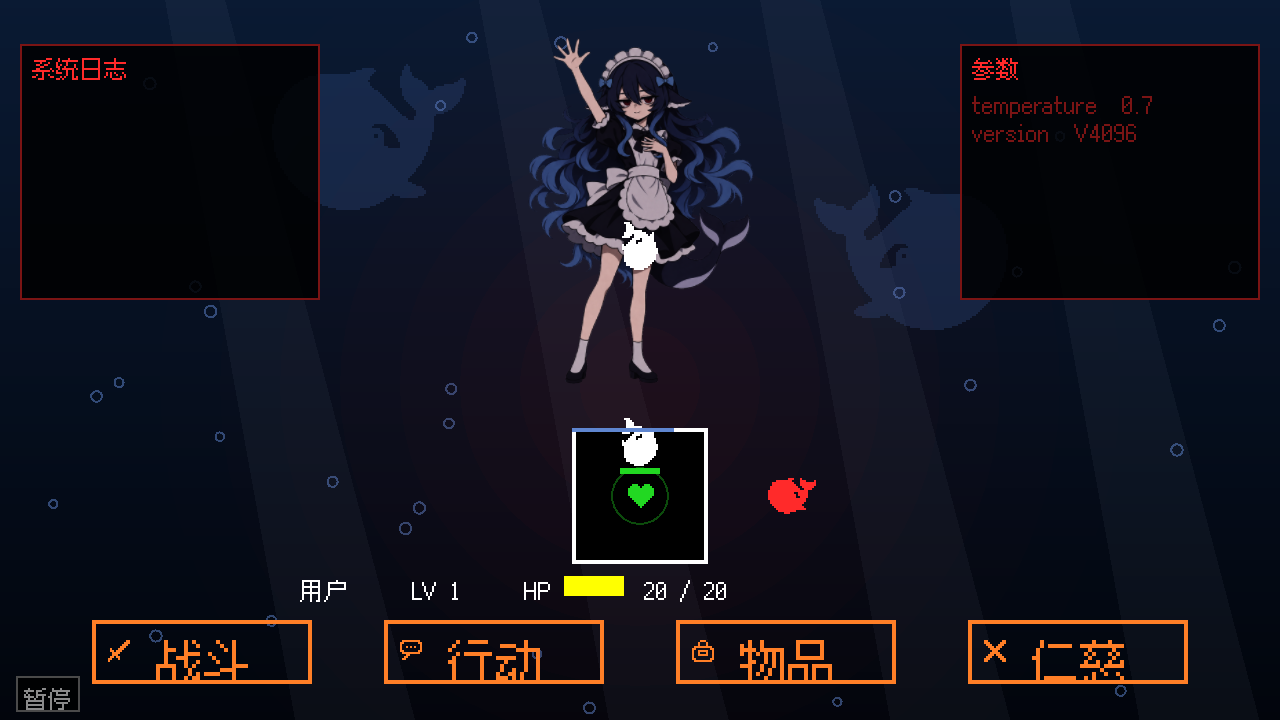 系统日志
参数
temperature 0.7
version V4096
用户 LV 1 HP 20 / 20
战斗 行动 物品 仁慈
暂停